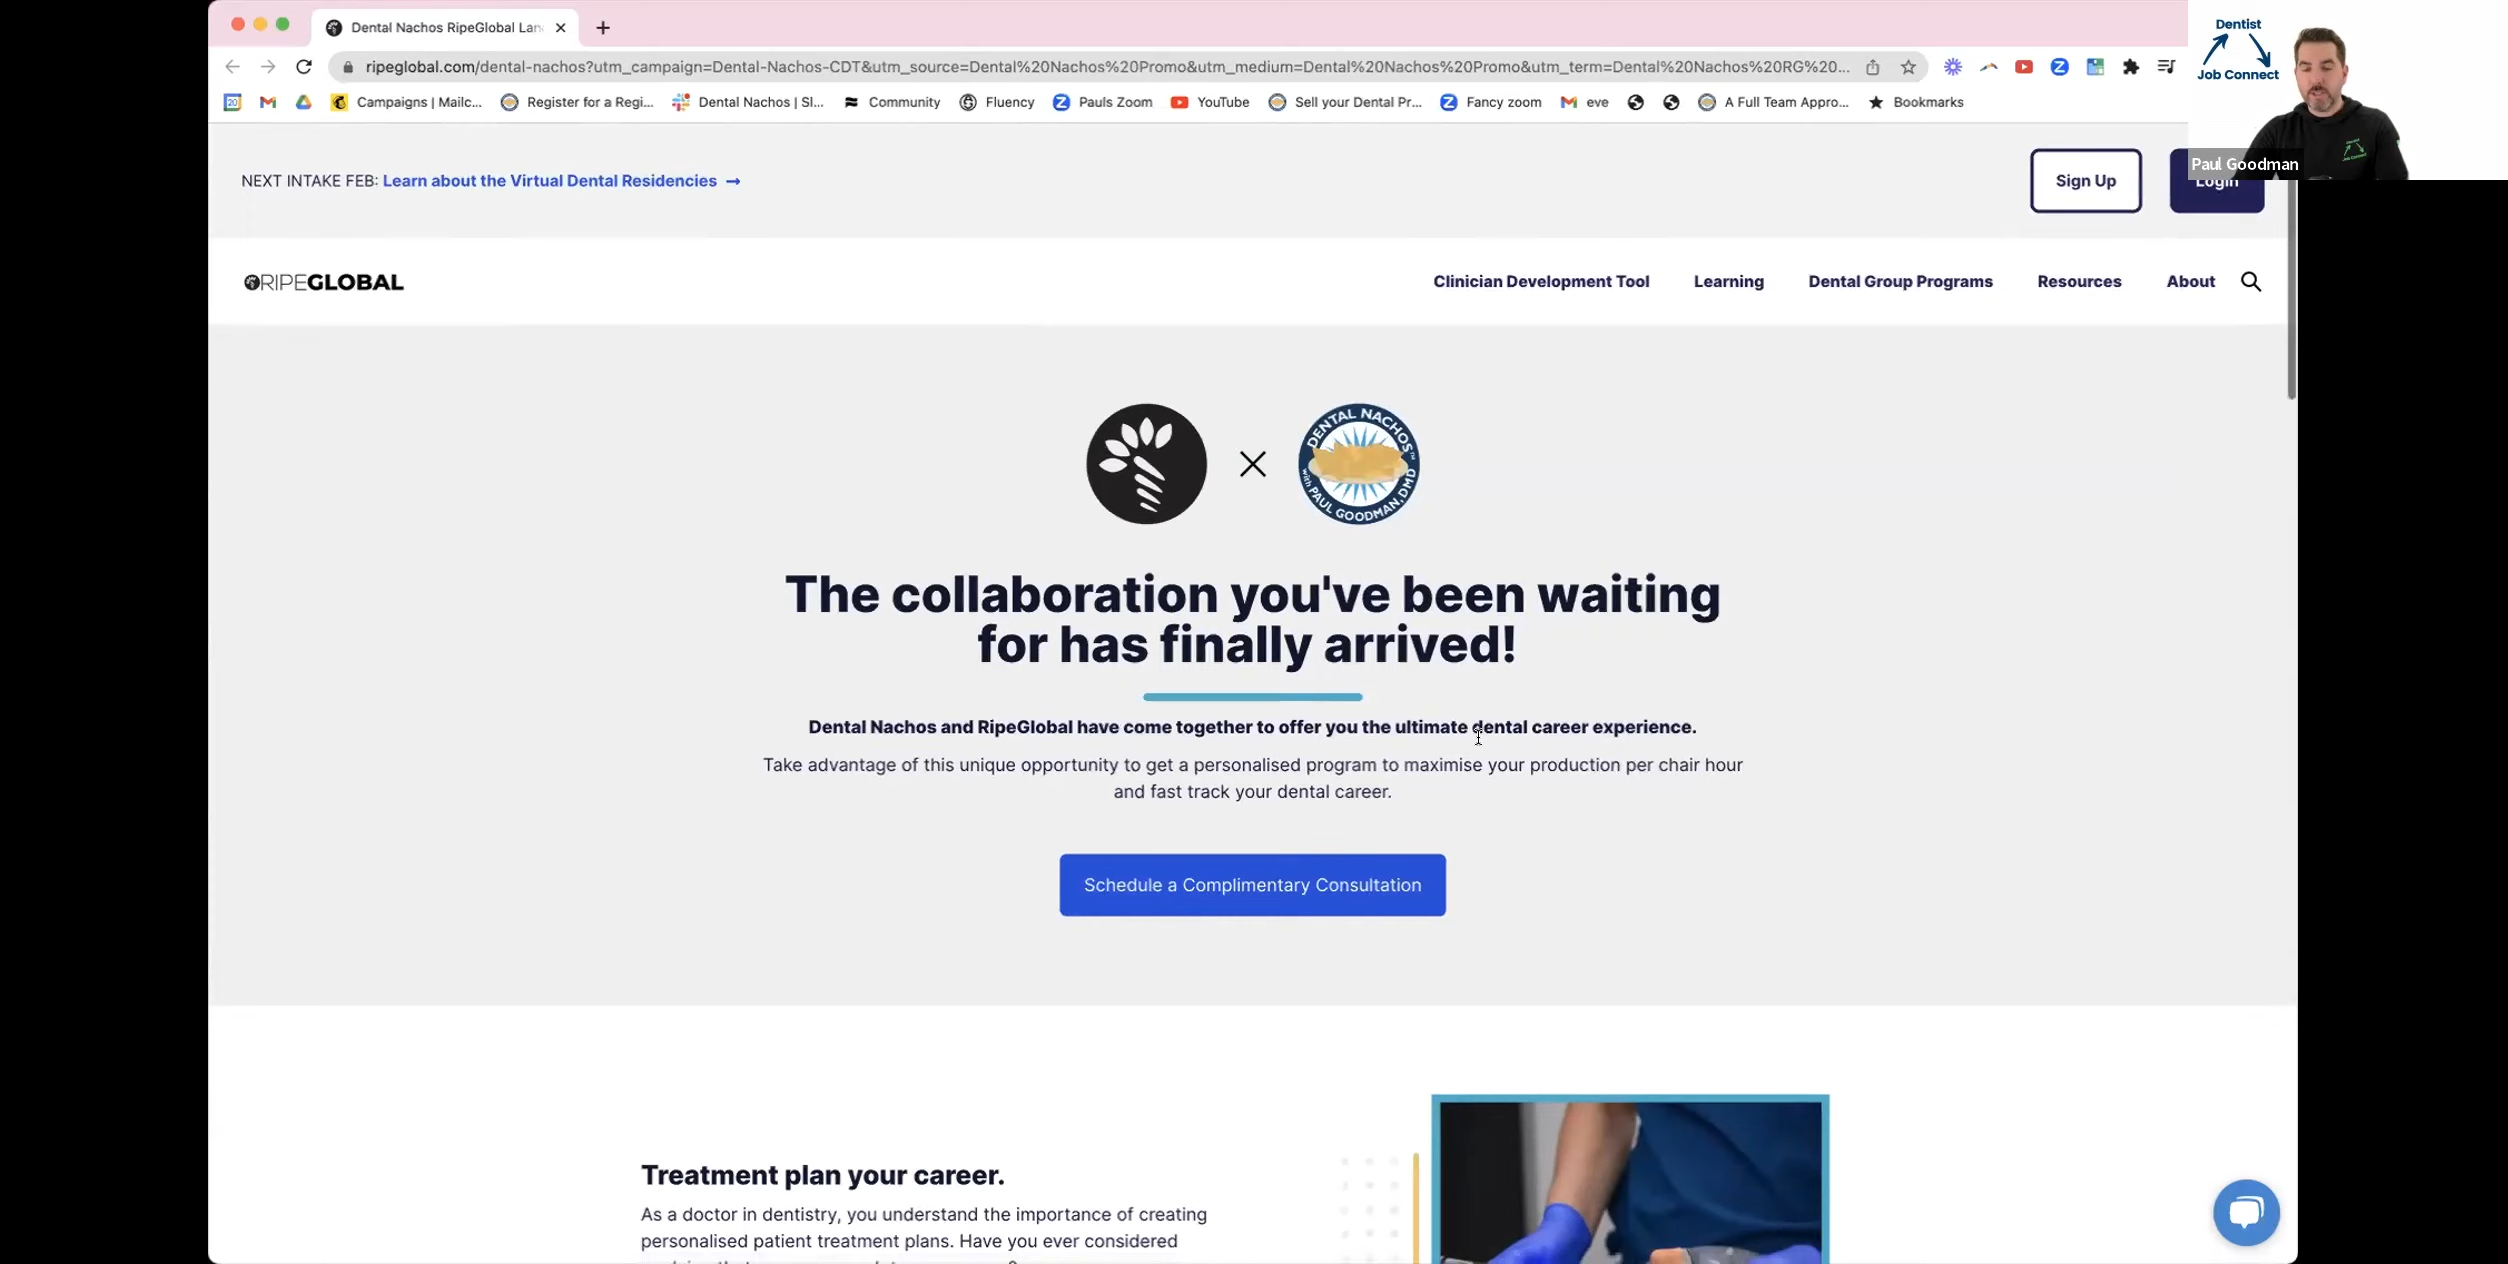 Dental Nachos RipeGlobal Lan
ripeglobal.com/dental-nachos?utm_campaign=Dental-Nachos-CDT&utm_source=Dental%20Nachos%20Promo&utm_medium=Dental%20Nachos%20Promo&utm_term=Dental%20Nachos%20RG%20...
20 Campaigns | Mailc... Register for a Regi... Dental Nachos | Sl... Community Fluency Pauls Zoom YouTube Sell your Dental Pr... Fancy zoom eve A Full Team Appro... Bookmarks
Dentist
Job Connect
Paul Goodman
NEXT INTAKE FEB: Learn about the Virtual Dental Residencies →
Sign Up
Login
RIPEGLOBAL
Clinician Development Tool Learning Dental Group Programs Resources About
DENTAL NACHOS™
with PAUL GOODMAN, DMD
The collaboration you've been waiting
for has finally arrived!
Dental Nachos and RipeGlobal have come together to offer you the ultimate dental career experience.
Take advantage of this unique opportunity to get a personalised program to maximise your production per chair hour
and fast track your dental career.
Schedule a Complimentary Consultation
Treatment plan your career.
As a doctor in dentistry, you understand the importance of creating
personalised patient treatment plans. Have you ever considered